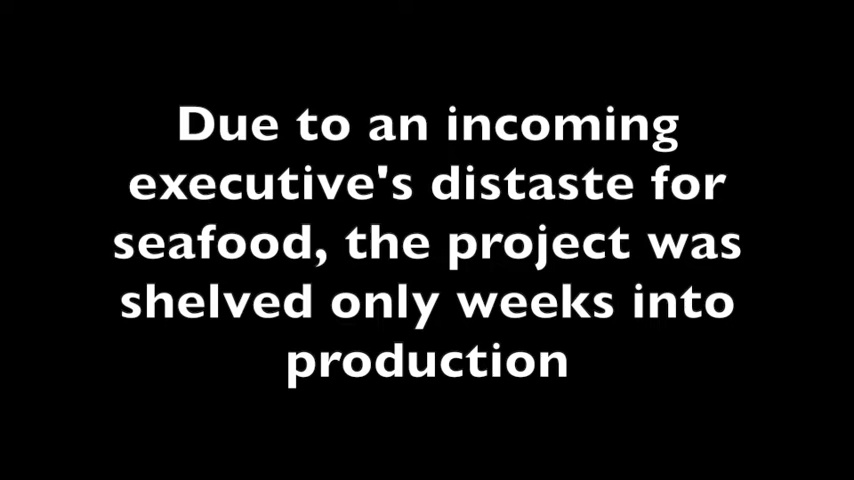 Due to an incoming
executive's distaste for
seafood, the project was
shelved only weeks into
production